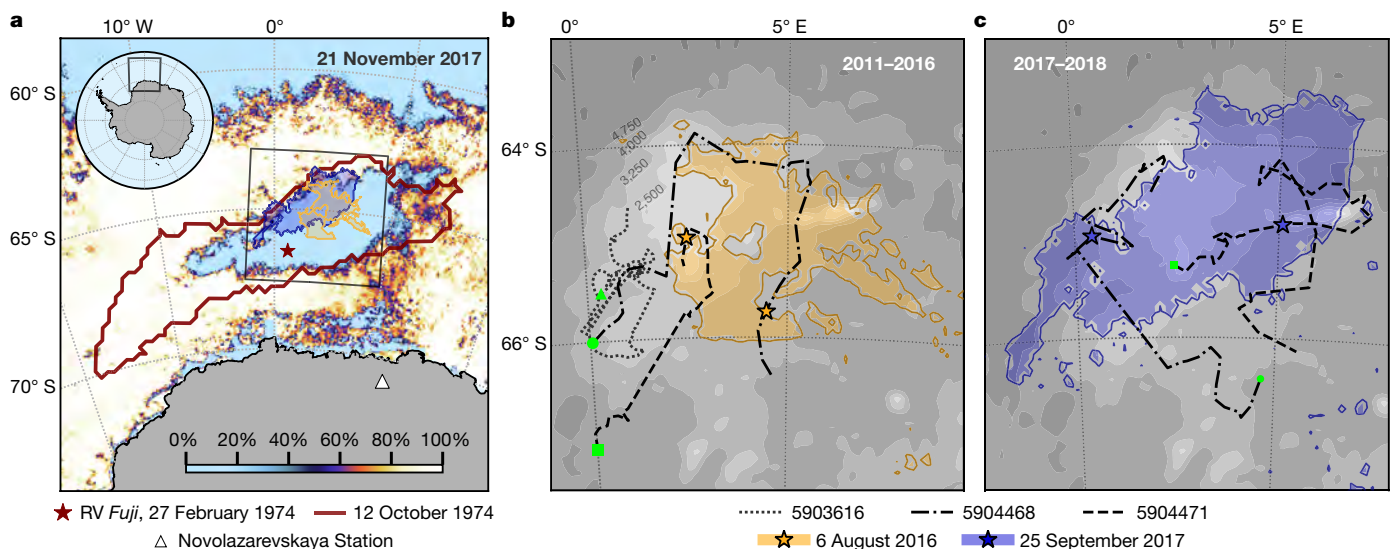 a
10° W
0°
b
0°
5° E
c
0°
5° E
21 November 2017
2011–2016
2017–2018
60° S
65° S
70° S
64° S
66° S
4,750
4,000
3,250
2,500
0% 20% 40% 60% 80% 100%
RV Fuji, 27 February 1974
12 October 1974
Novolazarevskaya Station
5903616
5904468
5904471
6 August 2016
25 September 2017